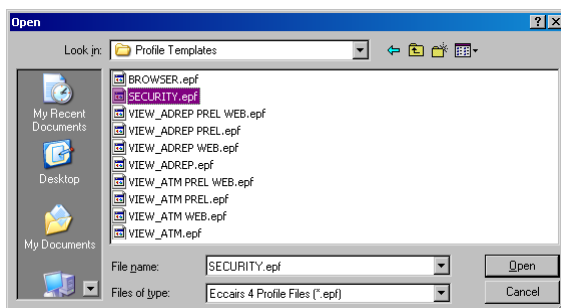 Open
Look in:
Profile Templates
My Recent
Documents
Desktop
My Documents
BROWSER.epf
SECURITY.epf
VIEW_ADREP PREL WEB.epf
VIEW_ADREP PREL.epf
VIEW_ADREP WEB.epf
VIEW_ADREP.epf
VIEW_ATM PREL WEB.epf
VIEW_ATM PREL.epf
VIEW_ATM WEB.epf
VIEW_ATM.epf
File name:
SECURITY.epf
Open
Files of type:
Eccairs 4 Profile Files (*.epf)
Cancel